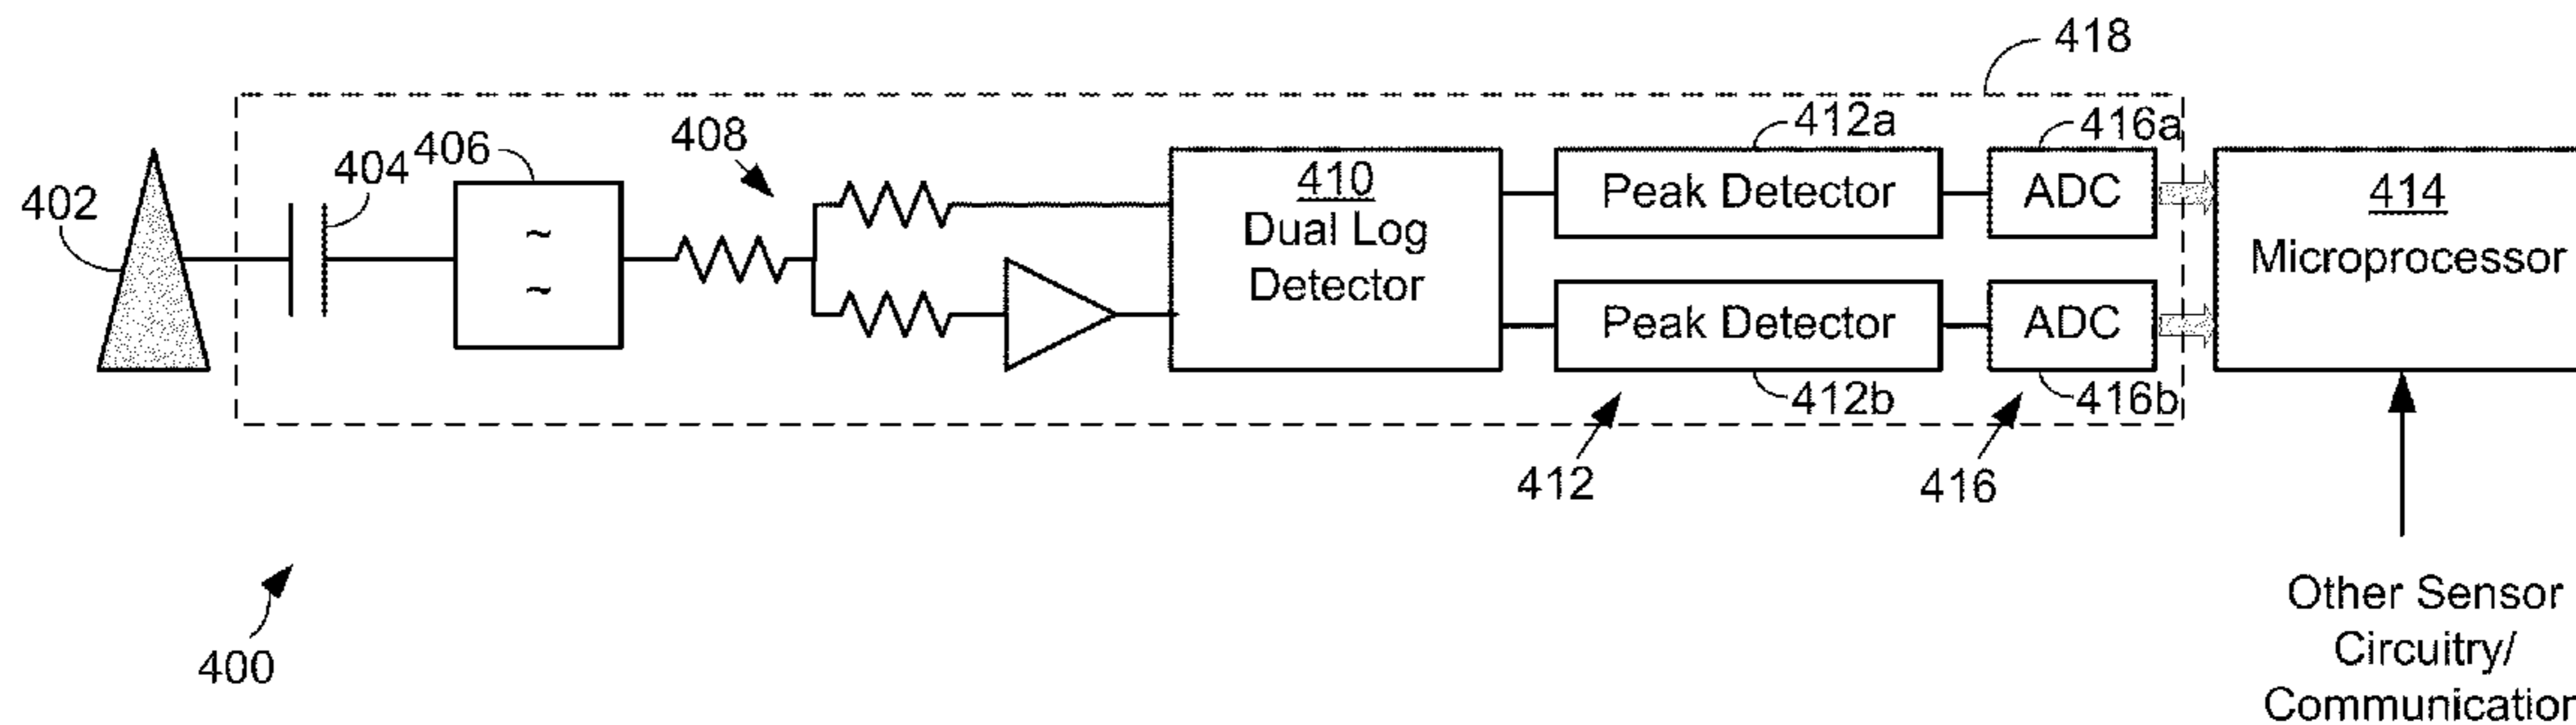 418
412a
416a
408
406
404
402
410
Dual Log
Detector
Peak Detector
ADC
414
Microprocessor
~
~
Peak Detector
ADC
412b
416b
412
416
400
Other Sensor
Circuitry/
Communication